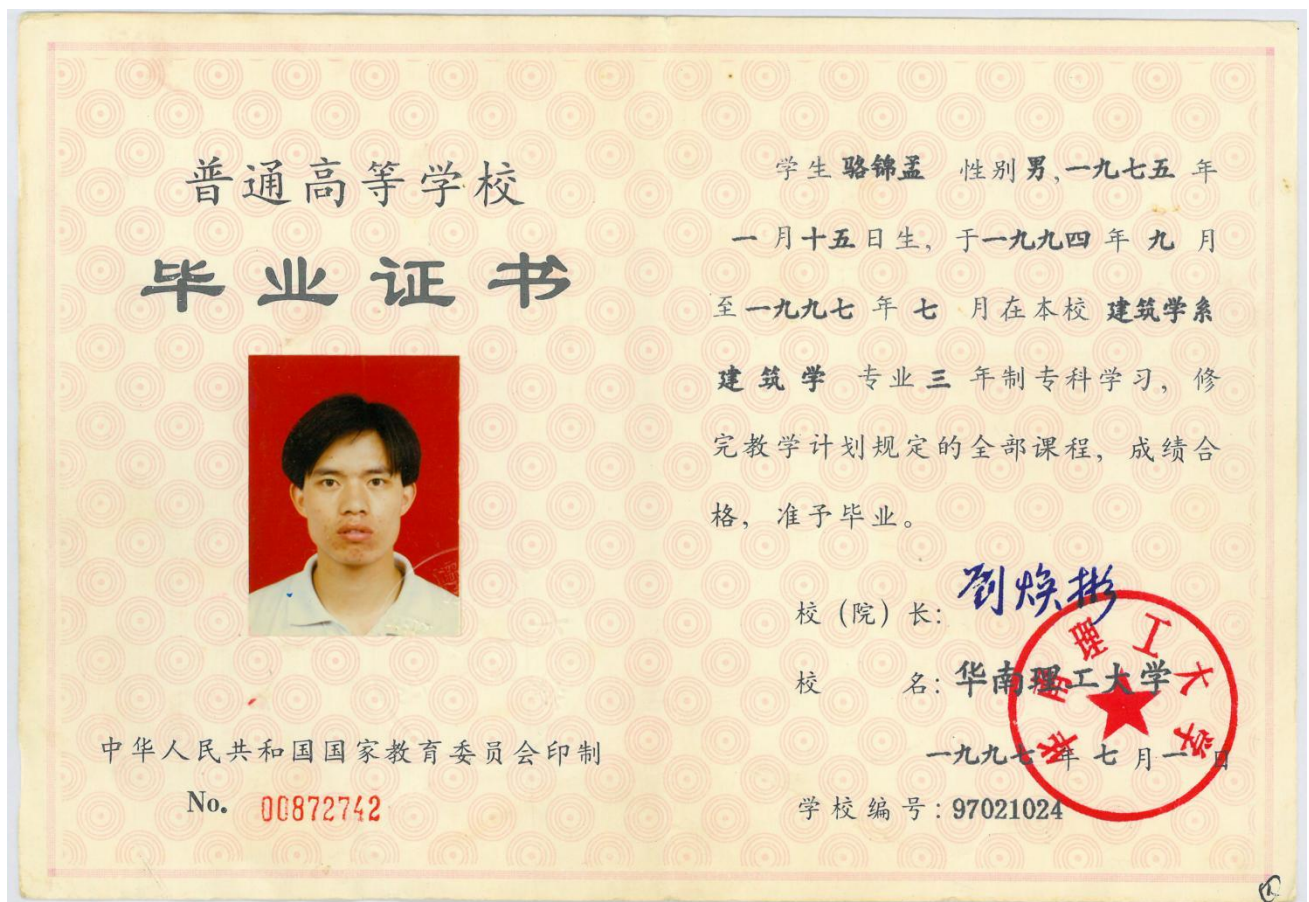 普通高等学校
毕业证书
中华人民共和国国家教育委员会印制
No. 00872742
学生骆锦孟 性别男,一九七五年
一月十五日生, 于一九九四年九月
至一九九七年七月在本校建筑学系
建筑学专业三年制专科学习, 修
完教学计划规定的全部课程, 成绩合
格, 准予毕业。
校(院)长: 刘焕彬
校名: 华南理工大学
一九九七年七月一日
学校编号: 97021024
华南理工大学